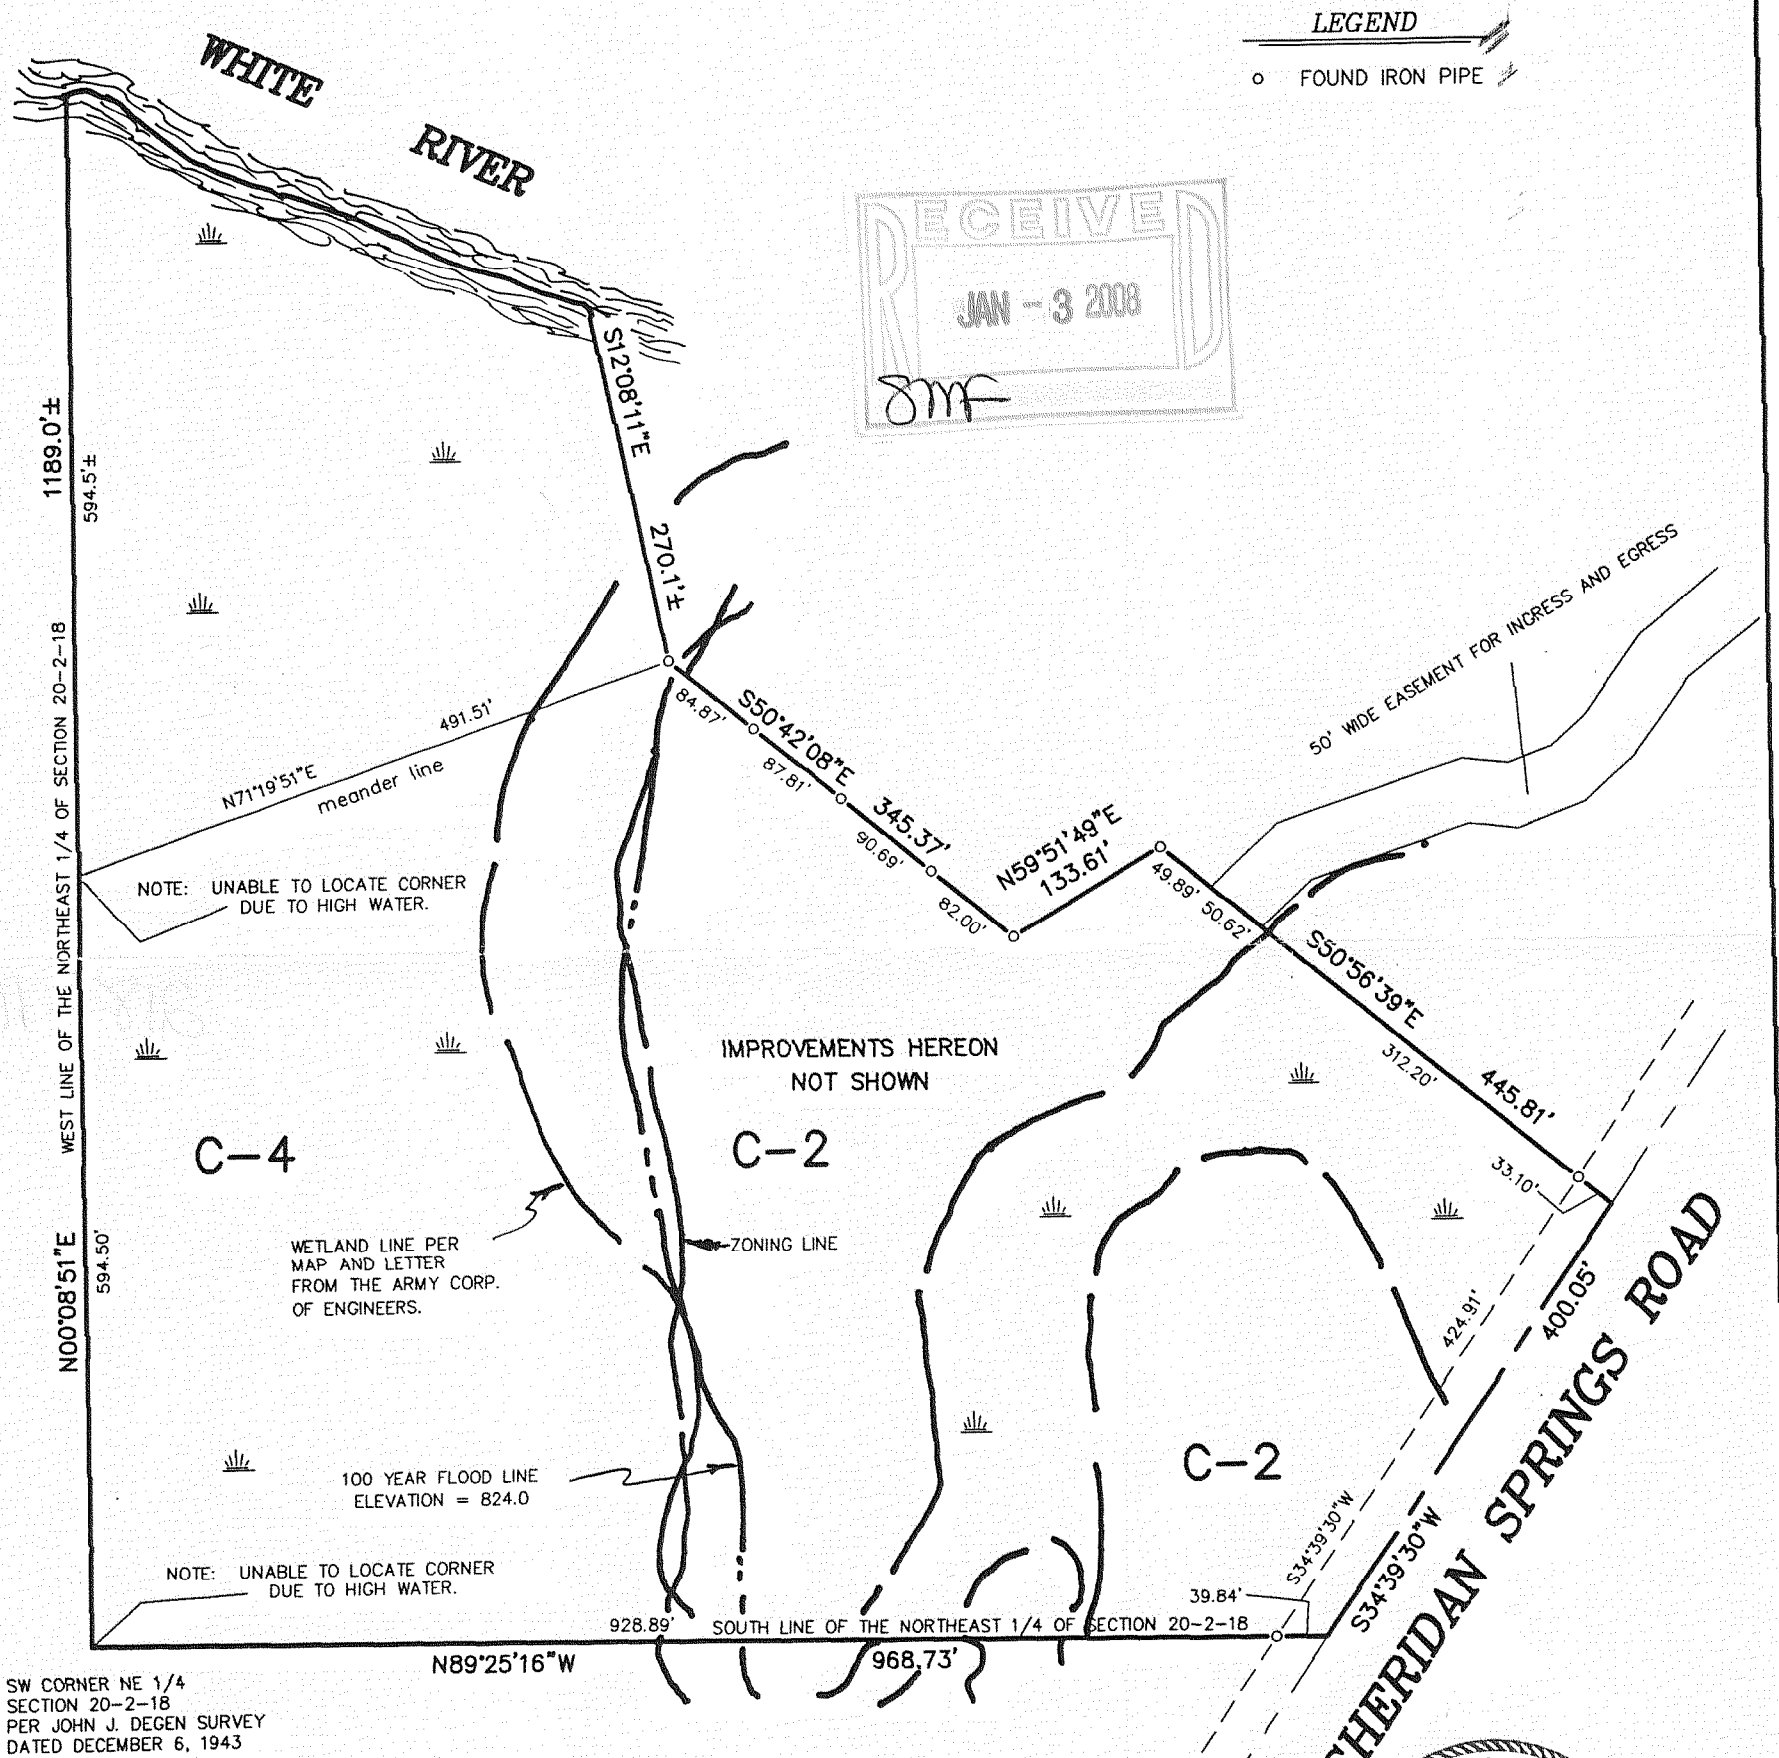 LEGEND
FOUND IRON PIPE
WHITE
RIVER
RECEIVED
JAN - 3 2008
SMF
S12°08'11"E
270.1'±
1189.0'±
594.5'±
WEST LINE OF THE NORTHEAST 1/4 OF SECTION 20-2-18
N00°08'51"E
594.50'
491.51'
N71°19'51"E
meander line
NOTE: UNABLE TO LOCATE CORNER
DUE TO HIGH WATER.
84.87'
S50°42'08"E
87.81'
345.37'
90.69'
82.00'
N59°51'49"E
133.61'
50' WIDE EASEMENT FOR INGRESS AND EGRESS
49.89'
50.62'
S50°56'39"E
312.20'
445.81'
33.10'
IMPROVEMENTS HEREON
NOT SHOWN
C-4
C-2
WETLAND LINE PER
MAP AND LETTER
FROM THE ARMY CORP.
OF ENGINEERS.
ZONING LINE
424.91'
400.05'
SHERIDAN SPRINGS ROAD
C-2
100 YEAR FLOOD LINE
ELEVATION = 824.0
S34°39'30"W
S34°39'30"W
NOTE: UNABLE TO LOCATE CORNER
DUE TO HIGH WATER.
39.84'
928.89'
SOUTH LINE OF THE NORTHEAST 1/4 OF SECTION 20-2-18
N89°25'16"W
968.73'
SW CORNER NE 1/4
SECTION 20-2-18
PER JOHN J. DEGEN SURVEY
DATED DECEMBER 6, 1943